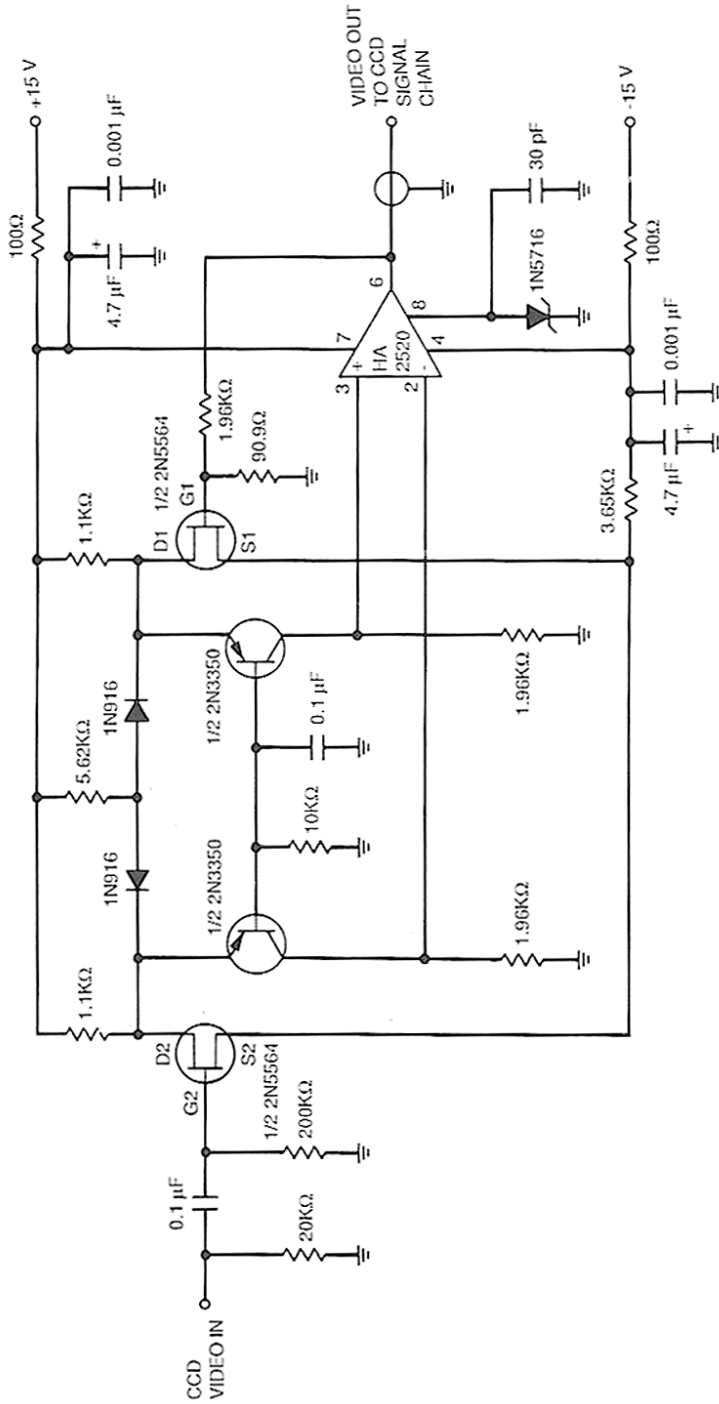 CCD
VIDEO IN
0.1 µF
20KΩ
200KΩ
G2
D2
S2
1/2 2N5564
1.1KΩ
1N916
5.62KΩ
1N916
1.1KΩ
1/2 2N3350
1/2 2N3350
10KΩ
0.1 µF
1.96KΩ
1.96KΩ
D1
G1
S1
1/2 2N5564
1.96KΩ
90.9Ω
100Ω
+15 V
4.7 µF
+
0.001 µF
3
+
HA
2520
2
-
7
6
8
4
VIDEO OUT
TO CCD
SIGNAL
CHAIN
1N5716
30 pF
3.65KΩ
4.7 µF
+
0.001 µF
100Ω
-15 V